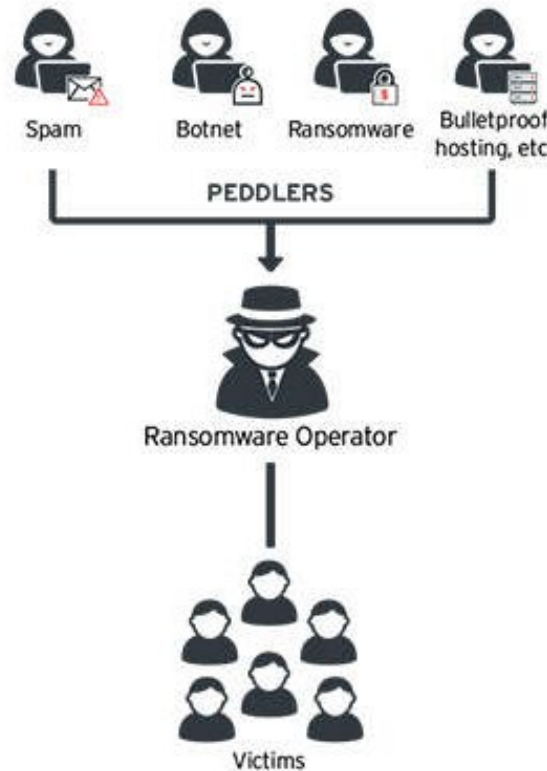 Spam
Botnet
Ransomware
Bulletproof
hosting, etc
PEDDLERS
$
Ransomware Operator
Victims